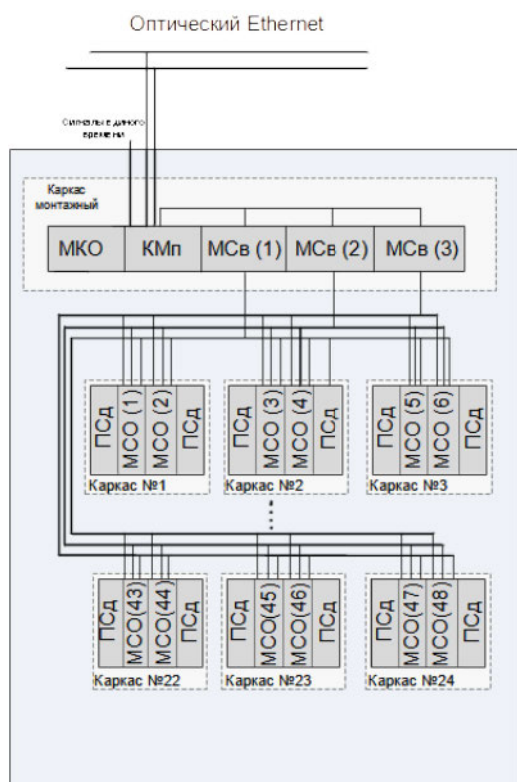 Оптический Ethernet
Сигналы единого
времени
Каркас
монтажный
МКО
КМп
МСв (1)
МСв (2)
МСв (3)
ПСд
МСО (1)
МСО (2)
ПСд
ПСд
МСО (3)
МСО (4)
ПСд
ПСд
МСО (5)
МСО (6)
ПСд
Каркас №1
Каркас №2
Каркас №3
ПСд
МСО(43)
МСО(44)
ПСд
ПСд
МСО(45)
МСО(46)
ПСд
ПСд
МСО(47)
МСО(48)
ПСд
Каркас №22
Каркас №23
Каркас №24